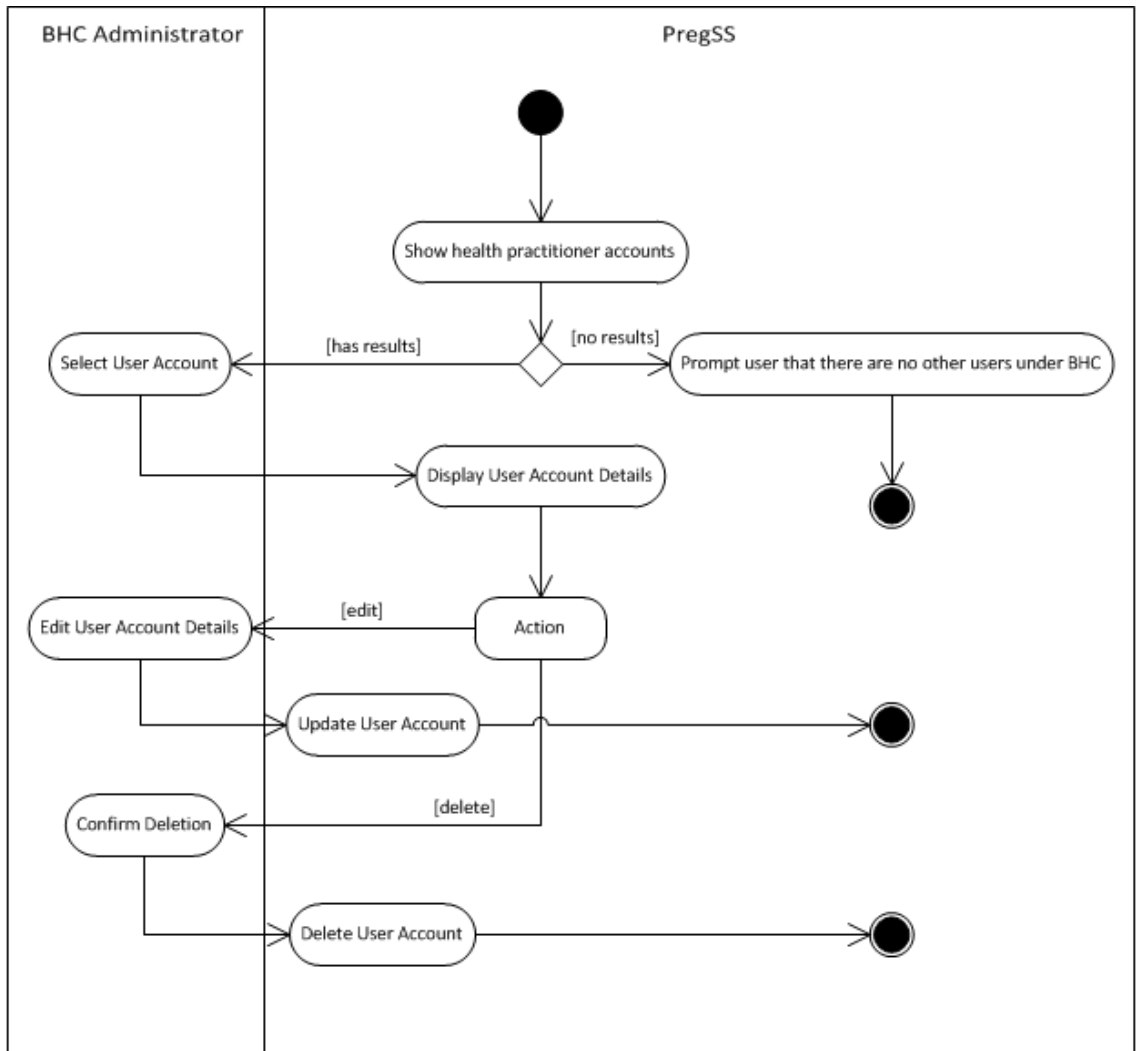 BHC Administrator
PregSS
Show health practitioner accounts
[has results]
[no results]
Select User Account
Prompt user that there are no other users under BHC
Display User Account Details
[edit]
Edit User Account Details
Action
Update User Account
[delete]
Confirm Deletion
Delete User Account